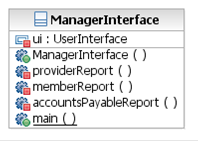 ManagerInterface
ui : UserInterface
ManagerInterface ( )
providerReport ( )
memberReport ( )
accountsPayableReport ( )
main ( )